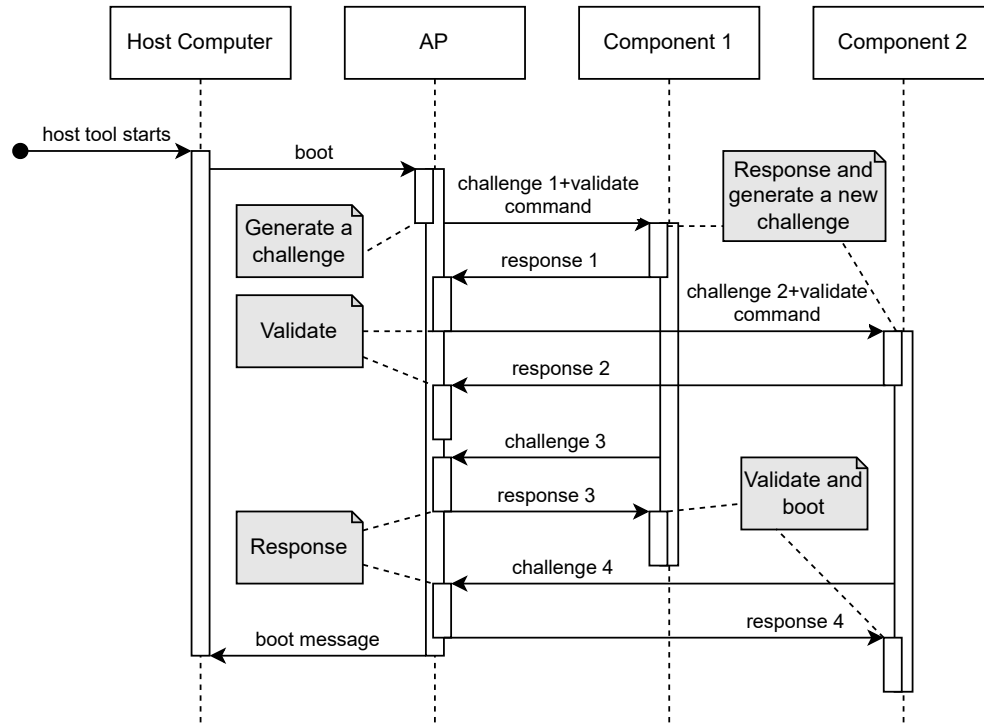 Host Computer
AP
Component 1
Component 2
host tool starts
boot
challenge 1+validate
command
Response and
generate a new
challenge
Generate a
challenge
response 1
challenge 2+validate
command
Validate
response 2
challenge 3
Validate and
boot
response 3
Response
challenge 4
response 4
boot message